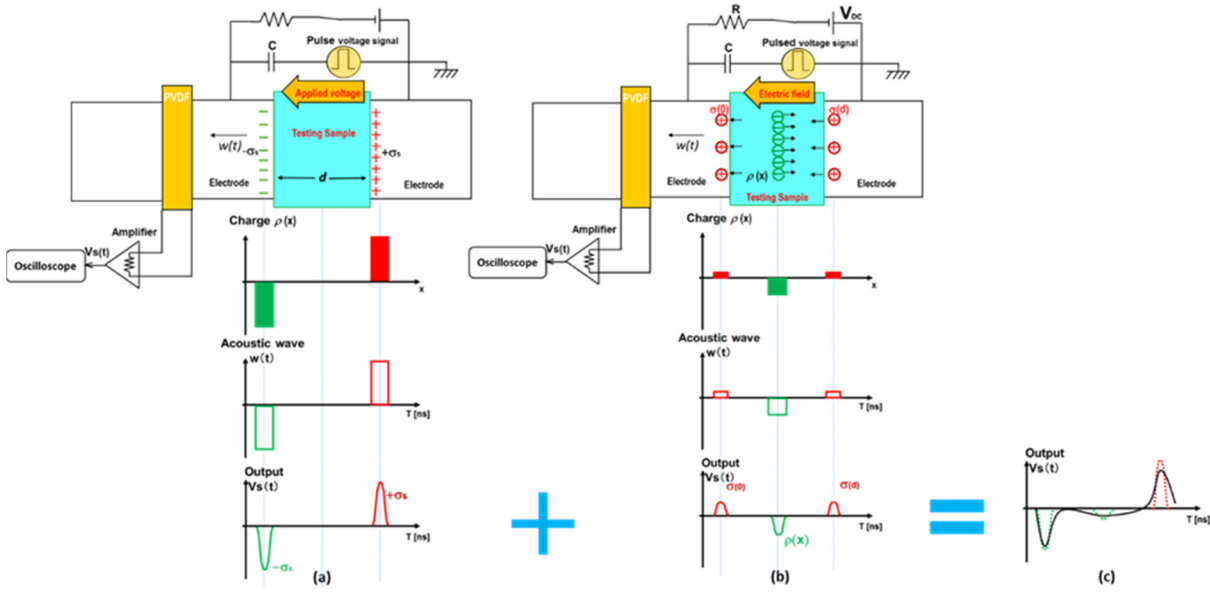 Pulse voltage signal
C
Applied voltage
PVDF
Testing Sample
w(t)
-σs
+σs
d
Electrode
Electrode
Charge ρ(x)
Amplifier
Vs(t)
Oscilloscope
x
Acoustic wave
w(t)
T [ns]
Output
Vs(t)
+σs
T [ns]
-σs
(a)
R
VDC
Pulsed voltage signal
C
Electric field
PVDF
σ(0)
σ(d)
w(t)
ρ(x)
Electrode
Electrode
Testing Sample
Charge ρ(x)
Amplifier
Vs(t)
Oscilloscope
x
Acoustic wave
w(t)
T [ns]
Output
Vs(t)
σ(0)
σ(d)
T [ns]
ρ(x)
(b)
+
=
Output
Vs(t)
T [ns]
(c)